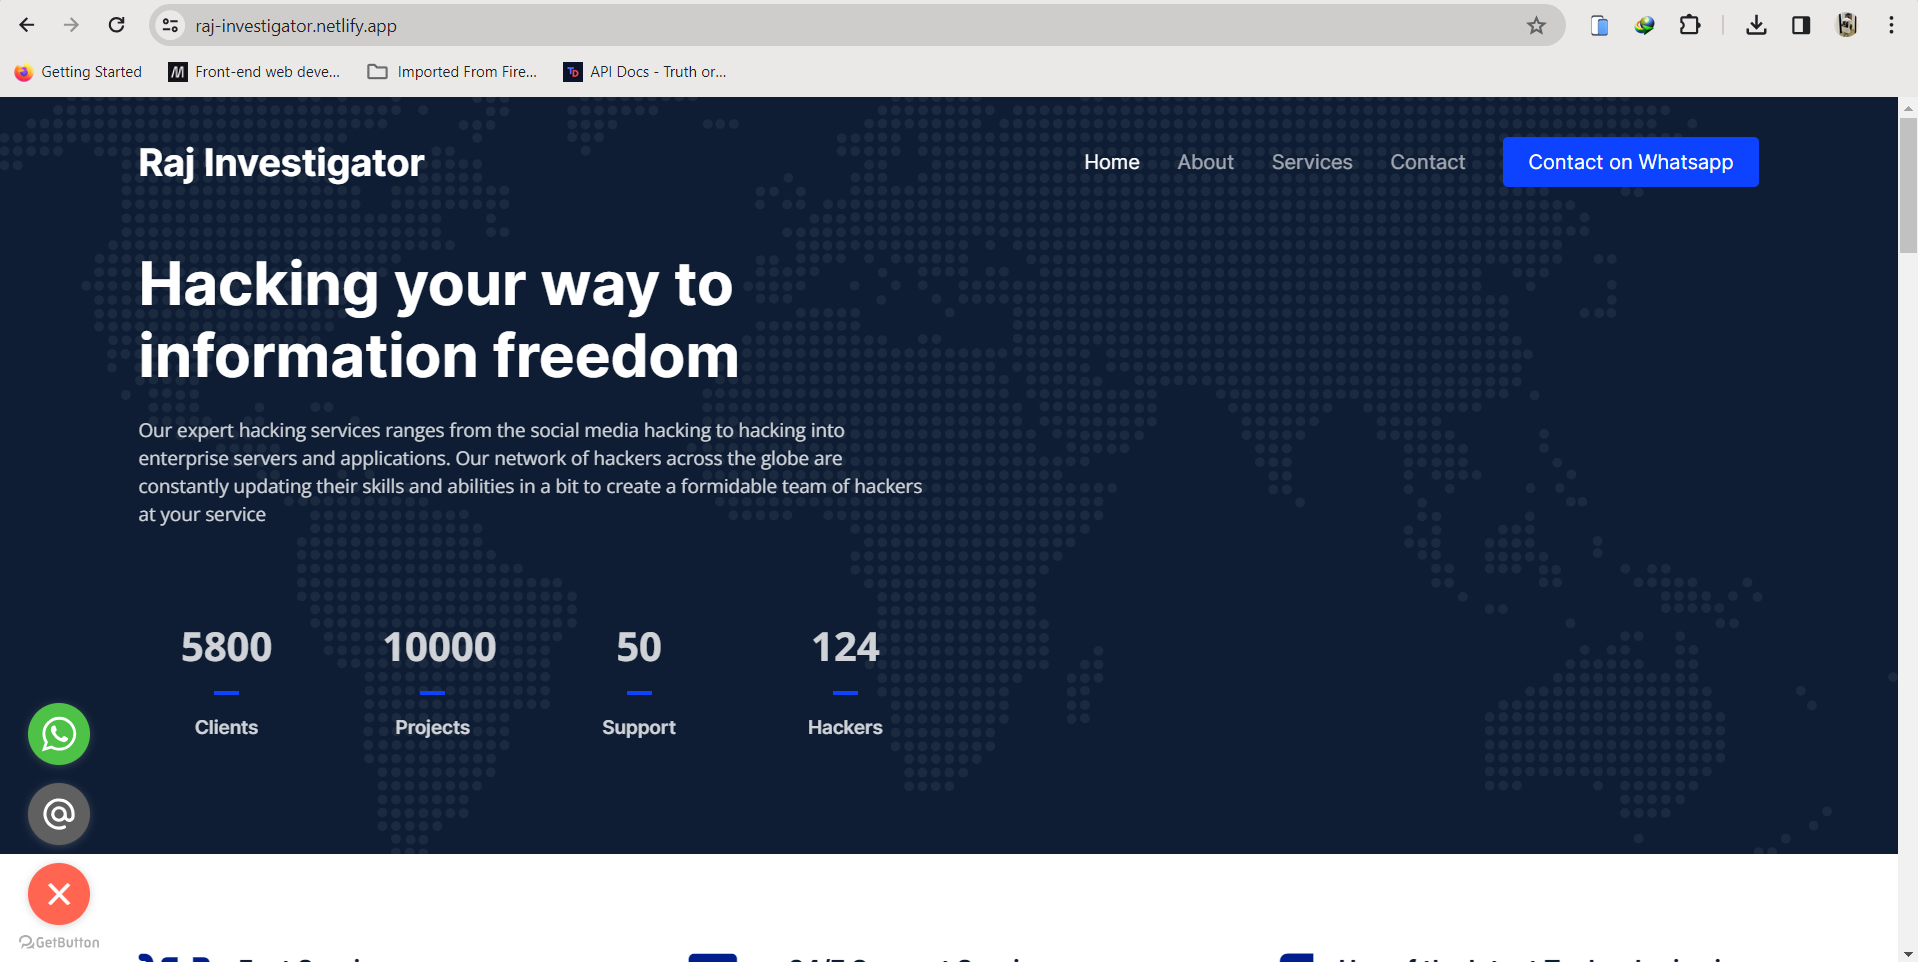 raj-investigator.netlify.app
Getting Started
Front-end web deve...
Imported From Fire...
TD
API Docs - Truth or...
Raj Investigator
Home
About
Services
Contact
Contact on Whatsapp
Hacking your way to
information freedom
Our expert hacking services ranges from the social media hacking to hacking into
enterprise servers and applications. Our network of hackers across the globe are
constantly updating their skills and abilities in a bit to create a formidable team of hackers
at your service
5800
10000
50
124
Clients
Projects
Support
Hackers
GetButton